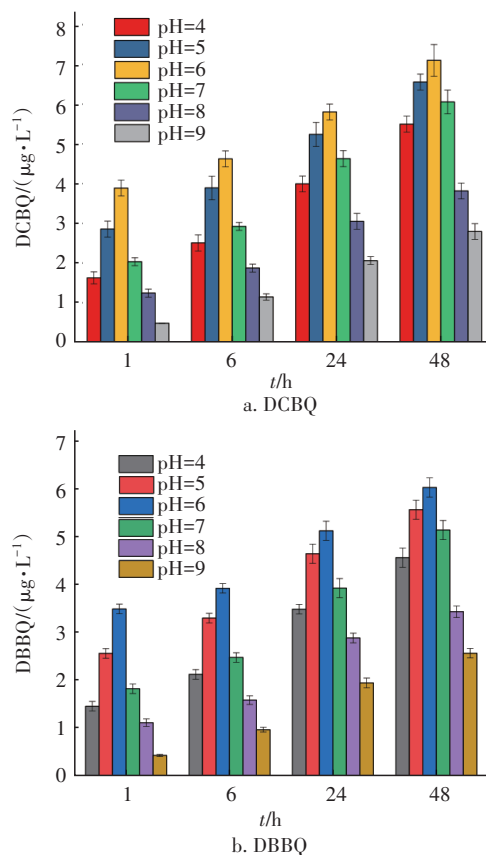 8
7
6
5
4
3
2
1
0
DCBQ/(μg•L⁻¹)
pH=4
pH=5
pH=6
pH=7
pH=8
pH=9
1 6 24 48
t/h
a. DCBQ
7
6
5
4
3
2
1
0
DBBQ/(μg•L⁻¹)
pH=4
pH=5
pH=6
pH=7
pH=8
pH=9
1 6 24 48
t/h
b. DBBQ